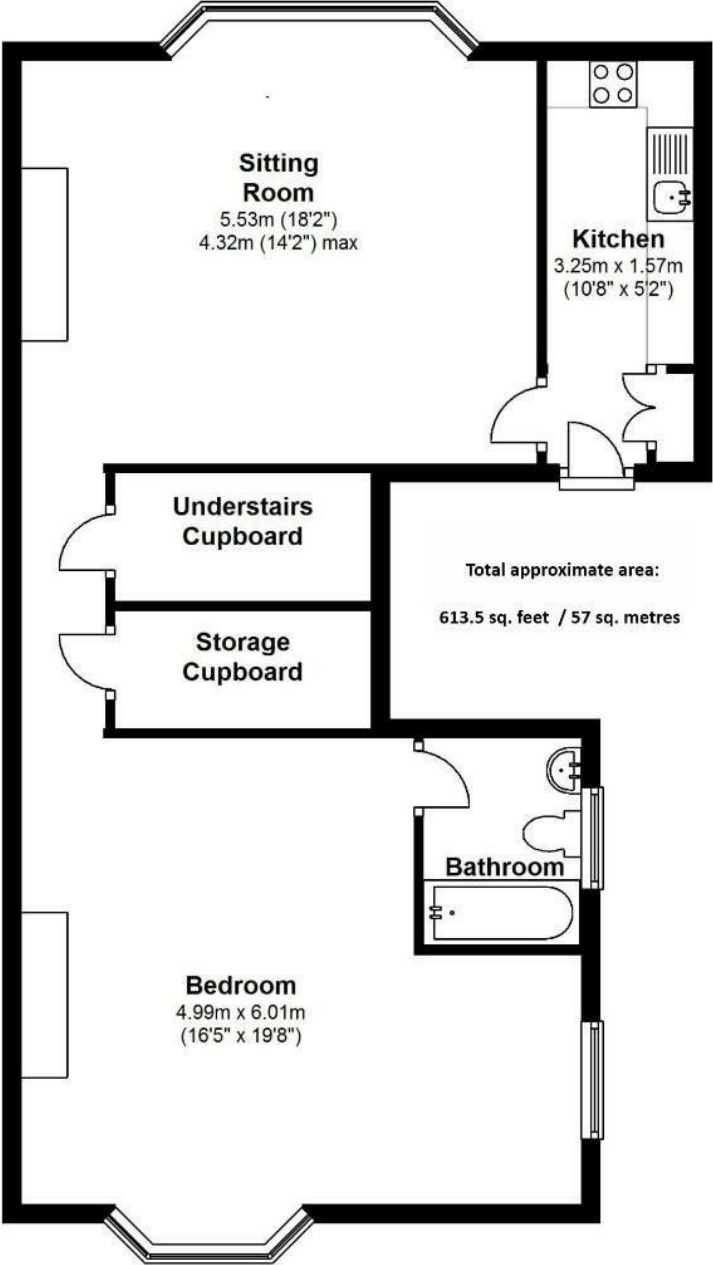 Sitting
Room
5.53m (18'2")
4.32m (14'2") max
Kitchen
3.25m x 1.57m
(10'8" x 5'2")
Understairs
Cupboard
Total approximate area:
613.5 sq. feet / 57 sq. metres
Storage
Cupboard
Bathroom
Bedroom
4.99m x 6.01m
(16'5" x 19'8")